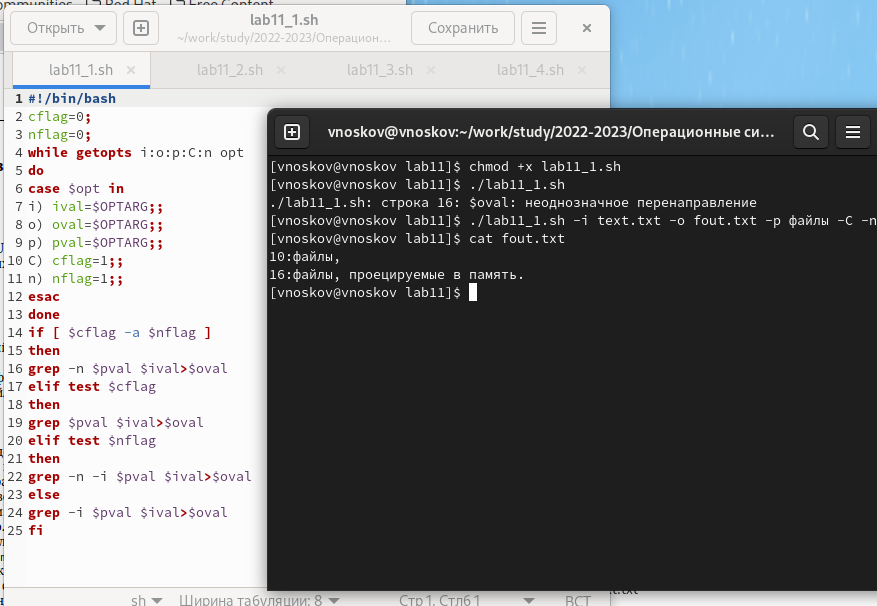 Red Hat
Free Content
Открыть
lab11_1.sh
~/work/study/2022-2023/Операцион...
Сохранить
lab11_1.sh
lab11_2.sh
lab11_3.sh
lab11_4.sh
1 #!/bin/bash
2 cflag=0;
3 nflag=0;
4 while getopts i:o:p:C:n opt
5 do
6 case $opt in
7 i) ival=$OPTARG;;
8 o) oval=$OPTARG;;
9 p) pval=$OPTARG;;
10 C) cflag=1;;
11 n) nflag=1;;
12 esac
13 done
14 if [ $cflag -a $nflag ]
15 then
16 grep -n $pval $ival>$oval
17 elif test $cflag
18 then
19 grep $pval $ival>$oval
20 elif test $nflag
21 then
22 grep -n -i $pval $ival>$oval
23 else
24 grep -i $pval $ival>$oval
25 fi
sh
Ширина табуляции: 8
Стр 1, Стлб 1
ВСТ
vnoskov@vnoskov:~/work/study/2022-2023/Операционные си...
[vnoskov@vnoskov lab11]$ chmod +x lab11_1.sh
[vnoskov@vnoskov lab11]$ ./lab11_1.sh
./lab11_1.sh: строка 16: $oval: неоднозначное перенаправление
[vnoskov@vnoskov lab11]$ ./lab11_1.sh -i text.txt -o fout.txt -p файлы -C -n
[vnoskov@vnoskov lab11]$ cat fout.txt
10:файлы,
16:файлы, проецируемые в память.
[vnoskov@vnoskov lab11]$